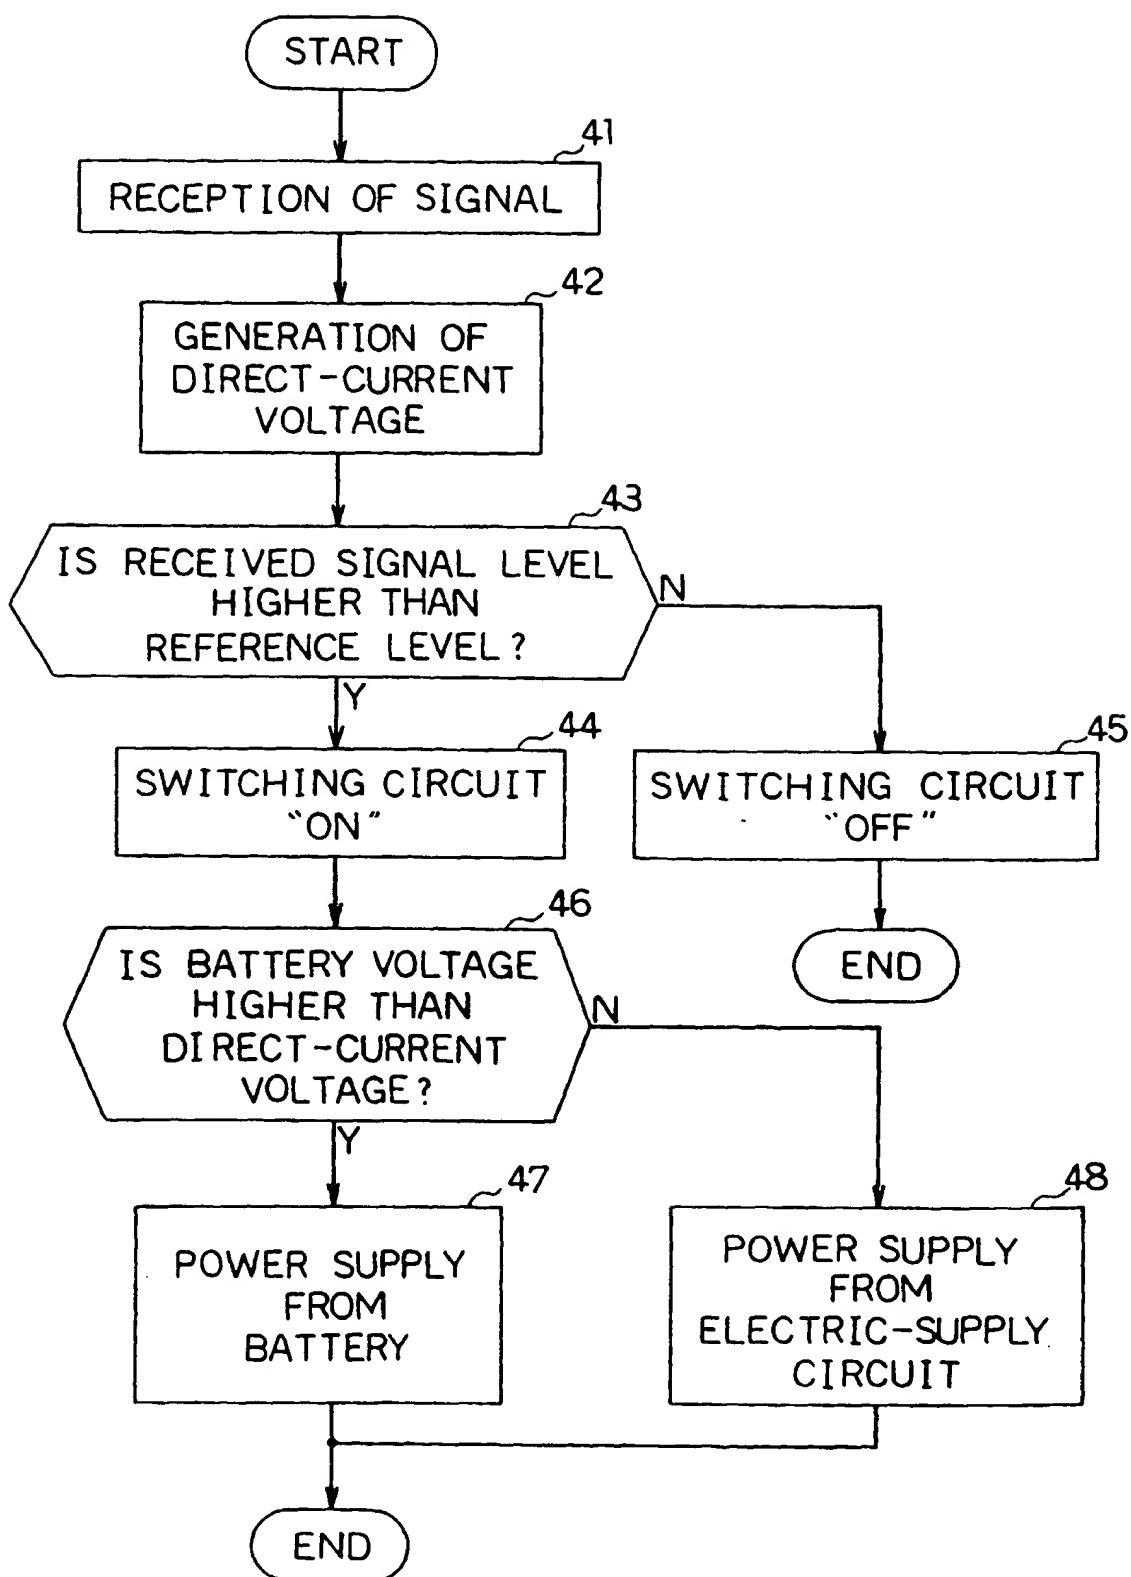 START
41
RECEPTION OF SIGNAL
42
GENERATION OF
DIRECT-CURRENT
VOLTAGE
43
IS RECEIVED SIGNAL LEVEL
HIGHER THAN
REFERENCE LEVEL?
N
Y
44
SWITCHING CIRCUIT
"ON"
45
SWITCHING CIRCUIT
"OFF"
END
46
IS BATTERY VOLTAGE
HIGHER THAN
DIRECT-CURRENT
VOLTAGE?
N
Y
47
POWER SUPPLY
FROM
BATTERY
48
POWER SUPPLY
FROM
ELECTRIC-SUPPLY
CIRCUIT
END